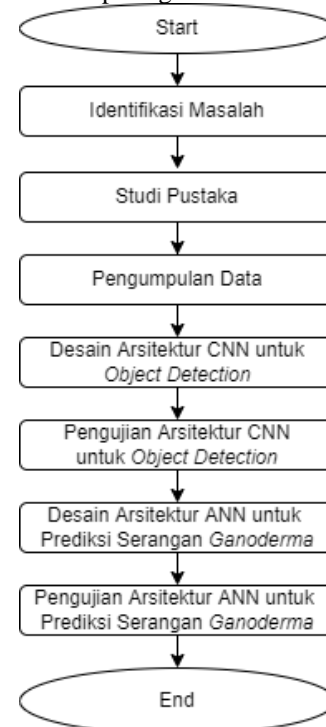 Start
Identifikasi Masalah
Studi Pustaka
Pengumpulan Data
Desain Arsitektur CNN untuk
Object Detection
Pengujian Arsitektur CNN
untuk Object Detection
Desain Arsitektur ANN untuk
Prediksi Serangan Ganoderma
Pengujian Arsitektur ANN untuk
Prediksi Serangan Ganoderma
End